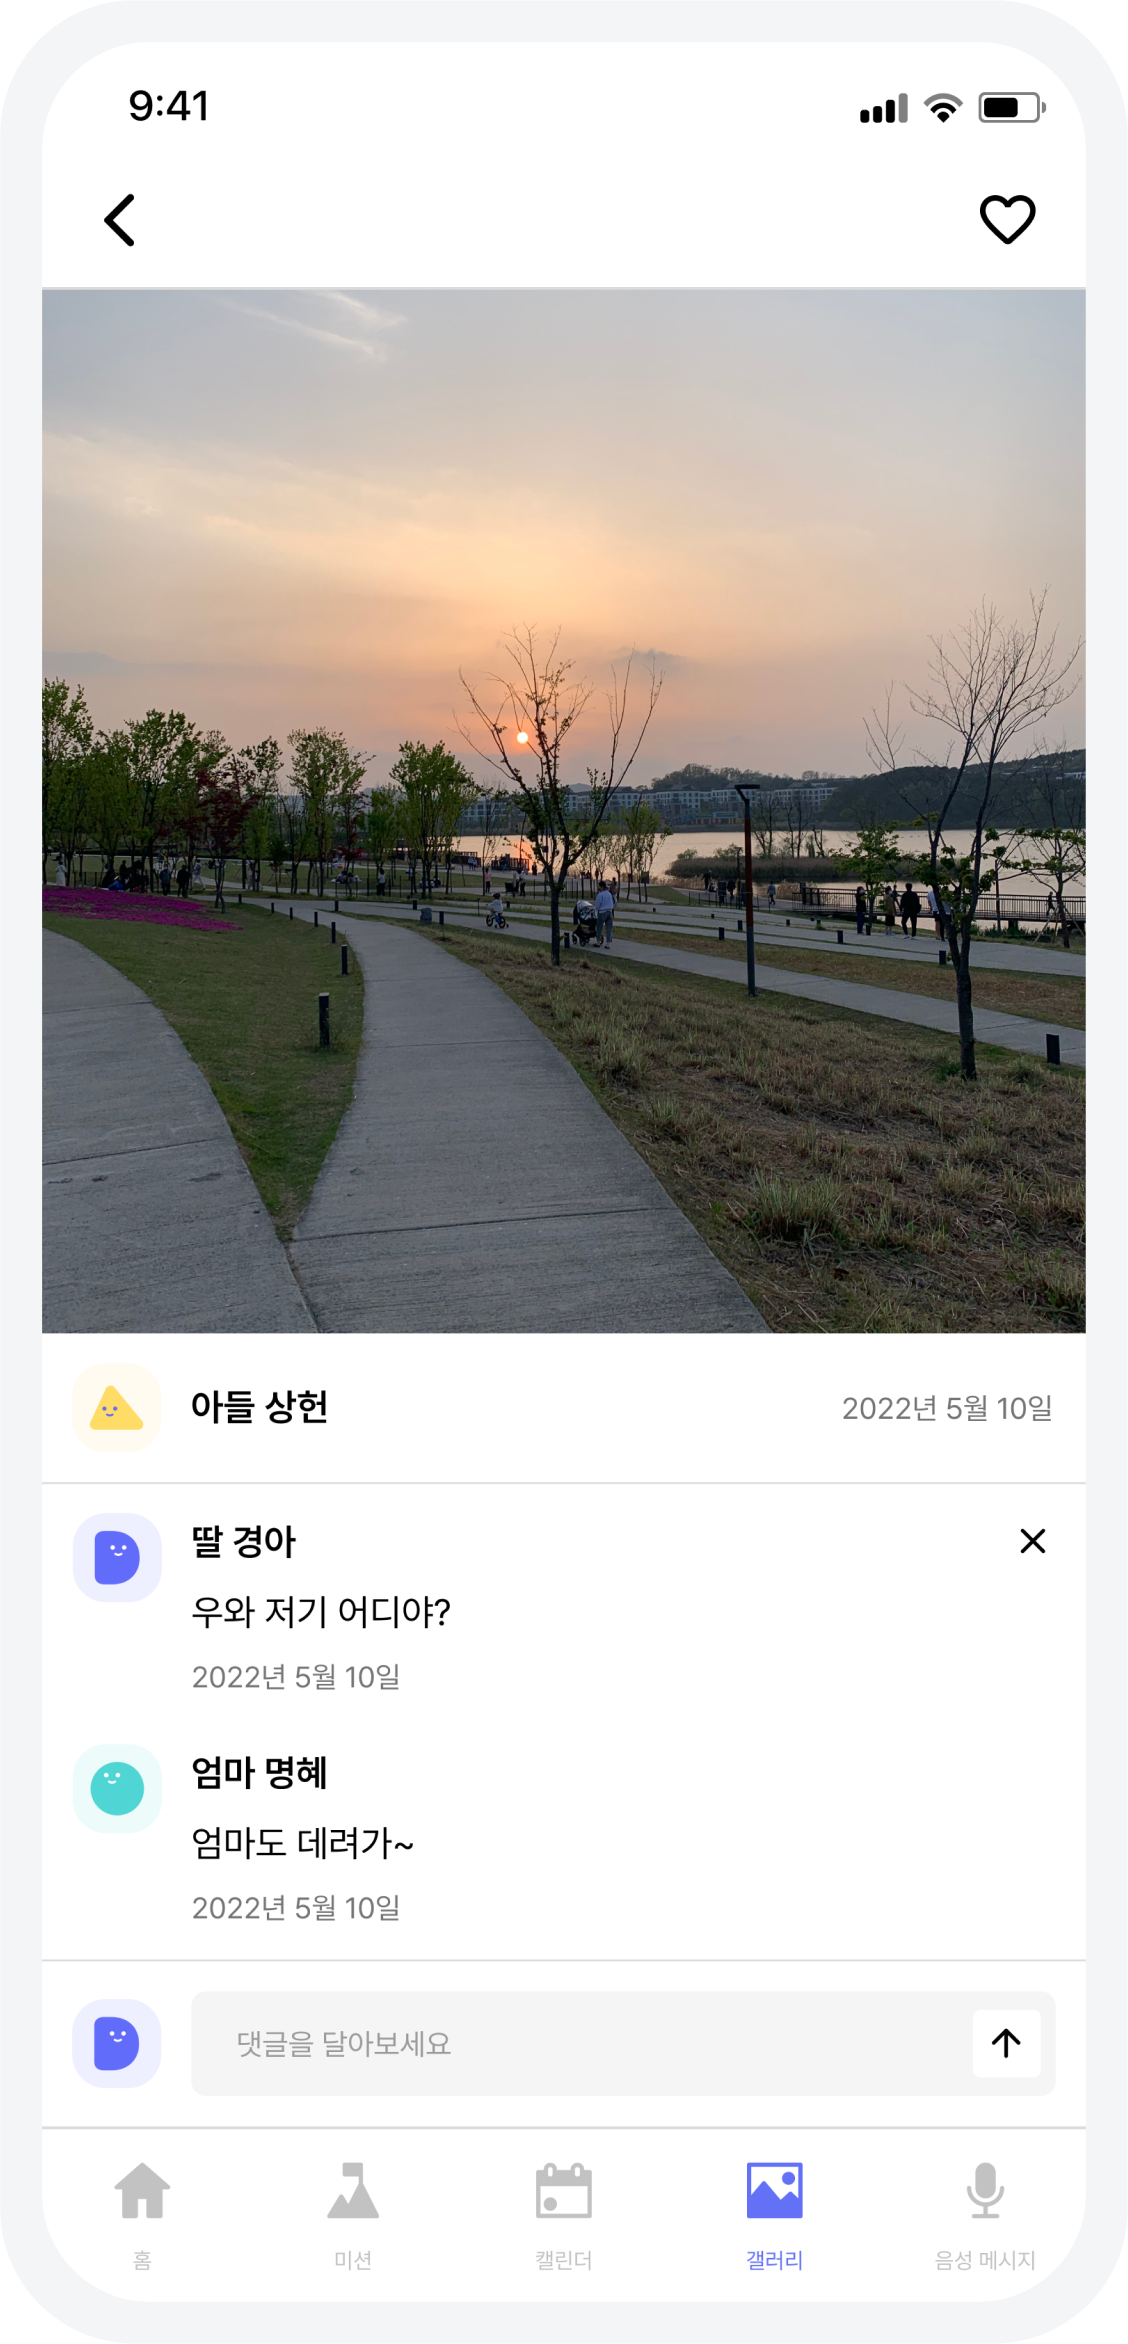 9:41
아들 상헌
2022년 5월 10일
딸 경아
우와 저기 어디야?
2022년 5월 10일
엄마 명혜
엄마도 데려가~
2022년 5월 10일
댓글을 달아보세요
홈
미션
캘린더
갤러리
음성 메시지